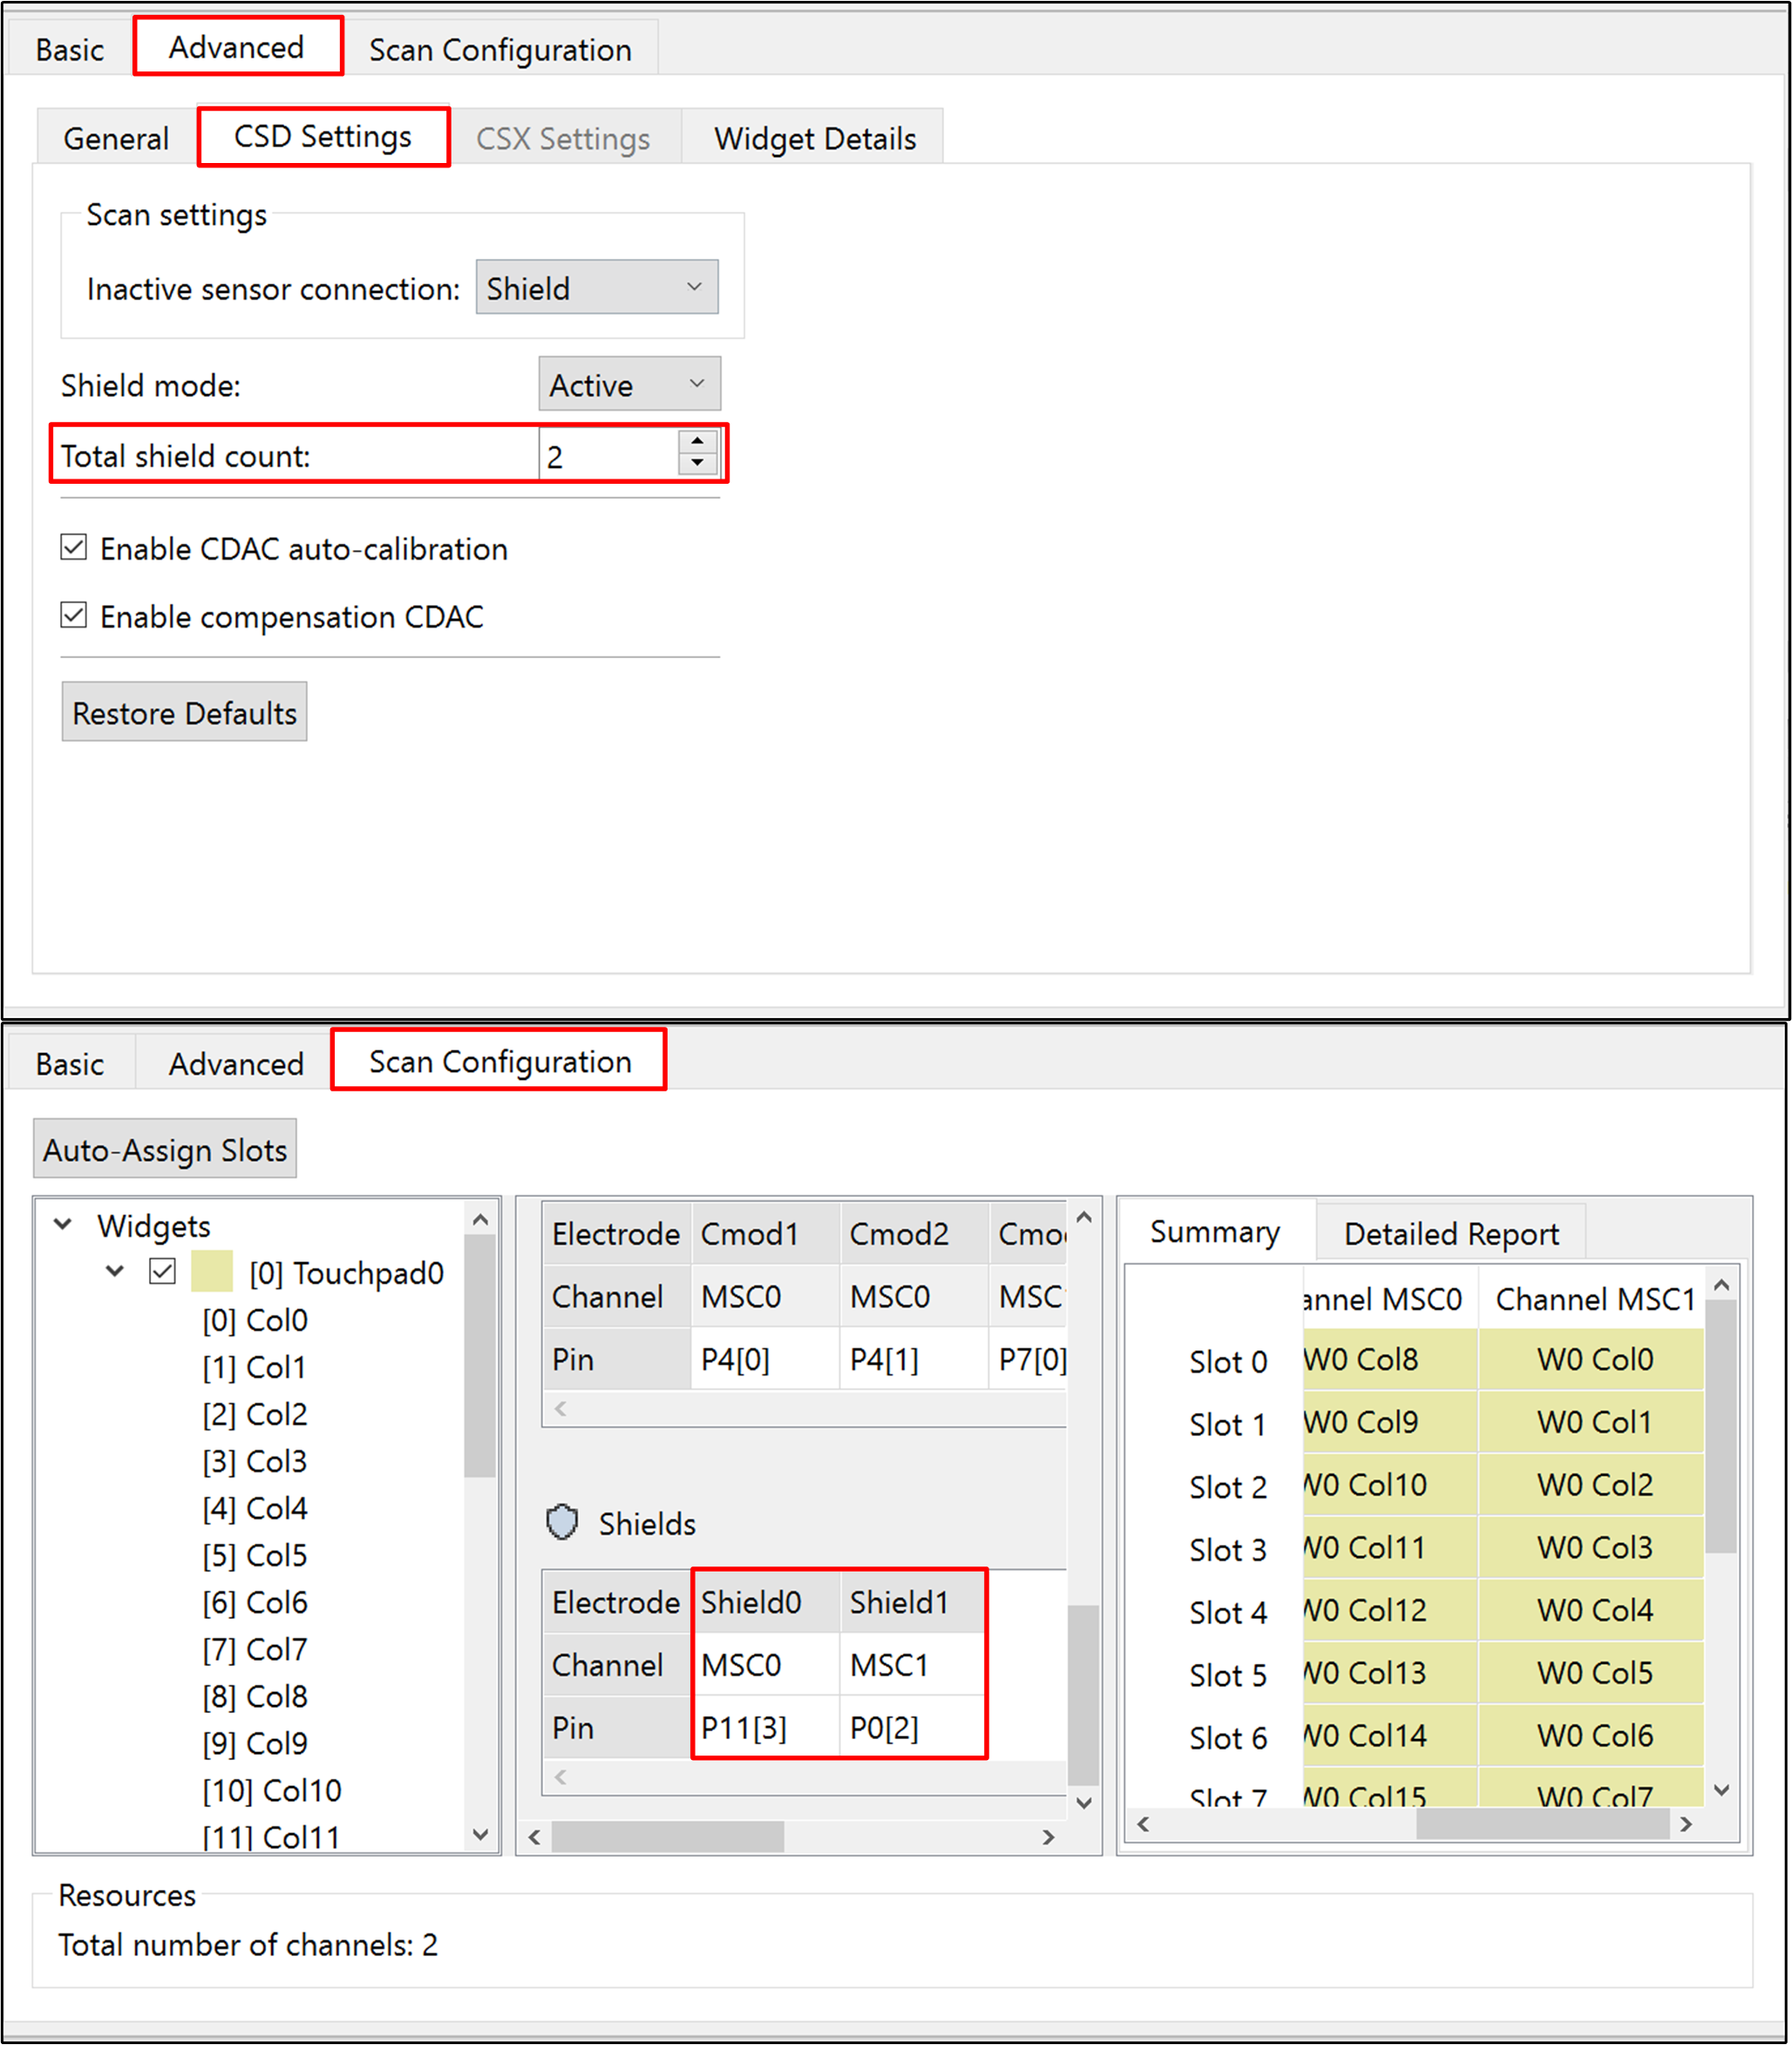 Basic Advanced Scan Configuration
General CSD Settings CSX Settings Widget Details
Scan settings
Inactive sensor connection: Shield
Shield mode: Active
Total shield count: 2
Enable CDAC auto-calibration
Enable compensation CDAC
Restore Defaults
Basic Advanced Scan Configuration
Auto-Assign Slots
Widgets
[0] Touchpad0
[0] Col0
[1] Col1
[2] Col2
[3] Col3
[4] Col4
[5] Col5
[6] Col6
[7] Col7
[8] Col8
[9] Col9
[10] Col10
[11] Col11
Electrode Cmod1 Cmod2
Channel MSC0 MSC0
Pin P4[0] P4[1] P7[0]
Shields
Electrode Shield0 Shield1
Channel MSC0 MSC1
Pin P11[3] P0[2]
Summary Detailed Report
MSC0 Channel MSC1
Slot 0 W0 Col8 W0 Col0
Slot 1 W0 Col9 W0 Col1
Slot 2 W0 Col10 W0 Col2
Slot 3 W0 Col11 W0 Col3
Slot 4 W0 Col12 W0 Col4
Slot 5 W0 Col13 W0 Col5
Slot 6 W0 Col14 W0 Col6
Slot 7 W0 Col15 W0 Col7
Resources
Total number of channels: 2